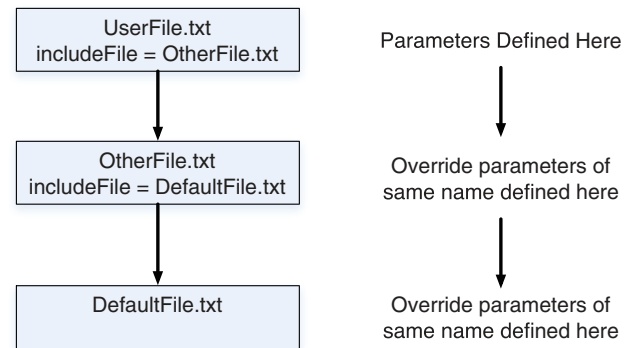 UserFile.txt
includeFile = OtherFile.txt
Parameters Defined Here
OtherFile.txt
includeFile = DefaultFile.txt
Override parameters of
same name defined here
DefaultFile.txt
Override parameters of
same name defined here